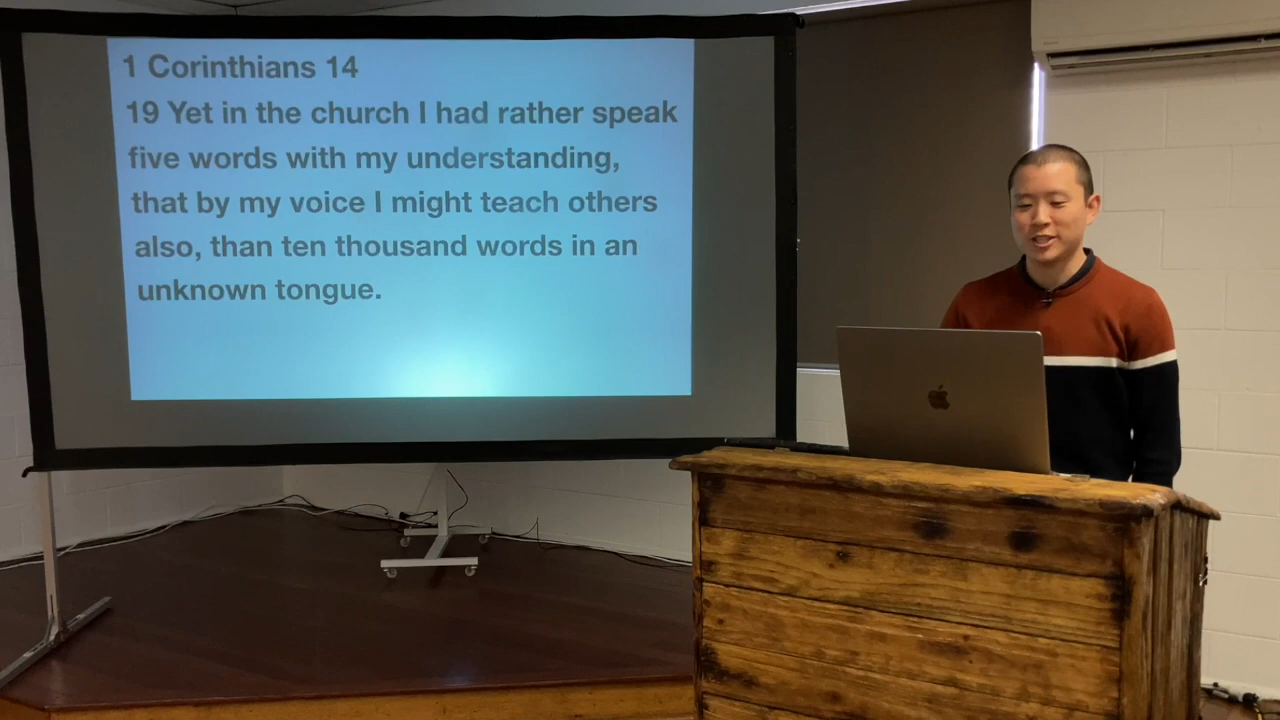 1 Corinthians 14
19 Yet in the church I had rather speak
five words with my understanding,
that by my voice I might teach others
also, than ten thousand words in an
unknown tongue.